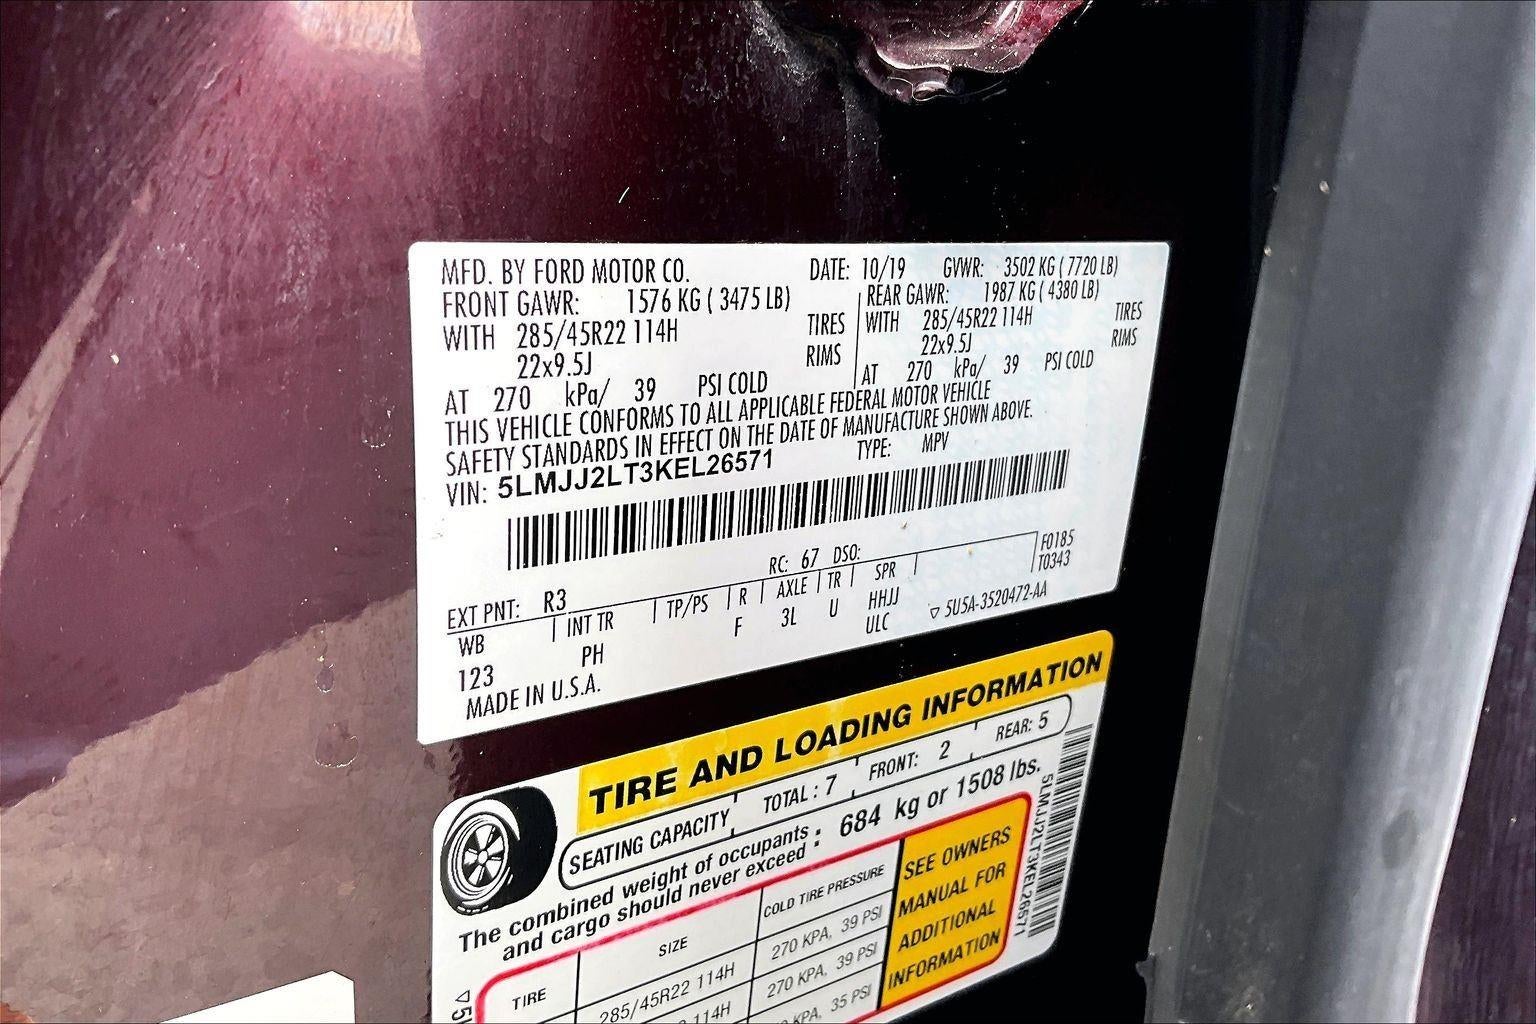 MFD. BY FORD MOTOR CO. DATE: 10/19 GVWR: 3502 KG ( 7720 LB)
FRONT GAWR: 1576 KG ( 3475 LB) REAR GAWR: 1987 KG ( 4380 LB)
WITH 285/45R22 114H TIRES WITH 285/45R22 114H TIRES
22x9.5J RIMS 22x9.5J RIMS
AT 270 kPa/ 39 PSI COLD AT 270 kPa/ 39 PSI COLD
THIS VEHICLE CONFORMS TO ALL APPLICABLE FEDERAL MOTOR VEHICLE
SAFETY STANDARDS IN EFFECT ON THE DATE OF MANUFACTURE SHOWN ABOVE.
VIN: 5LMJJ2LT3KEL26571 TYPE: MPV
EXT PNT: R3 RC: 67 DSO: F0185
WB INT TR TP/PS R AXLE TR SPR T0343
123 PH F 3L U HHJJ ▽ 5U5A-3520472-AA
ULC
MADE IN U.S.A.
TIRE AND LOADING INFORMATION
SEATING CAPACITY TOTAL : 7 FRONT: 2 REAR: 5
The combined weight of occupants and cargo should never exceed : 684 kg or 1508 lbs.
TIRE SIZE COLD TIRE PRESSURE
285/45R22 114H 270 KPA, 39 PSI
114H 270 KPA, 39 PSI
KPA, 35 PSI
SEE OWNERS
MANUAL FOR
ADDITIONAL
INFORMATION
5LMJJ2LT3KEL26571